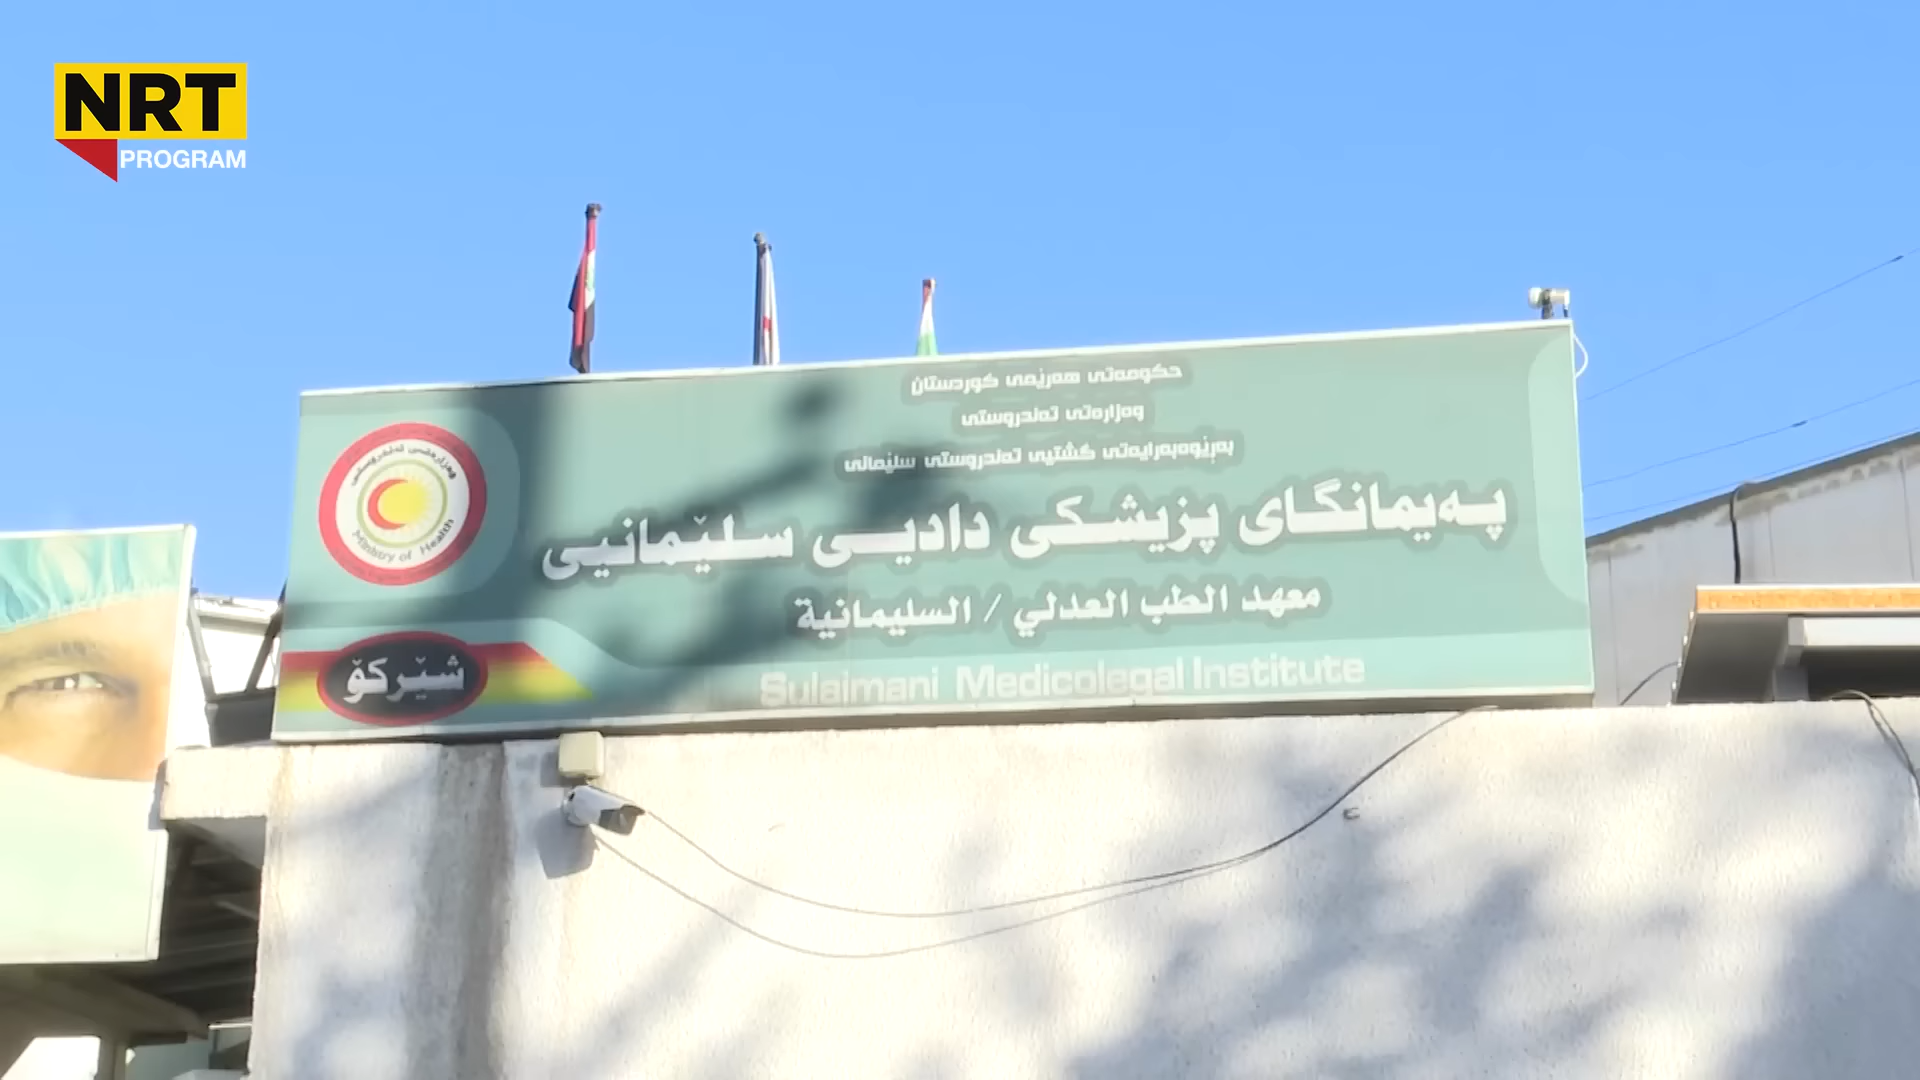 NRT
PROGRAM
حکومەتی هەرێمی کوردستان
وەزارەتی تەندروستی
بەڕێوەبەرایەتی گشتیی تەندروستی سلێمانی
پەیمانگای پزیشکی دادیی سلێمانیی
معهد الطب العدلي / السليمانية
Sulaimani Medicolegal Institute
وەزارەتی تەندروستی
Ministry of Health
شێرکۆ